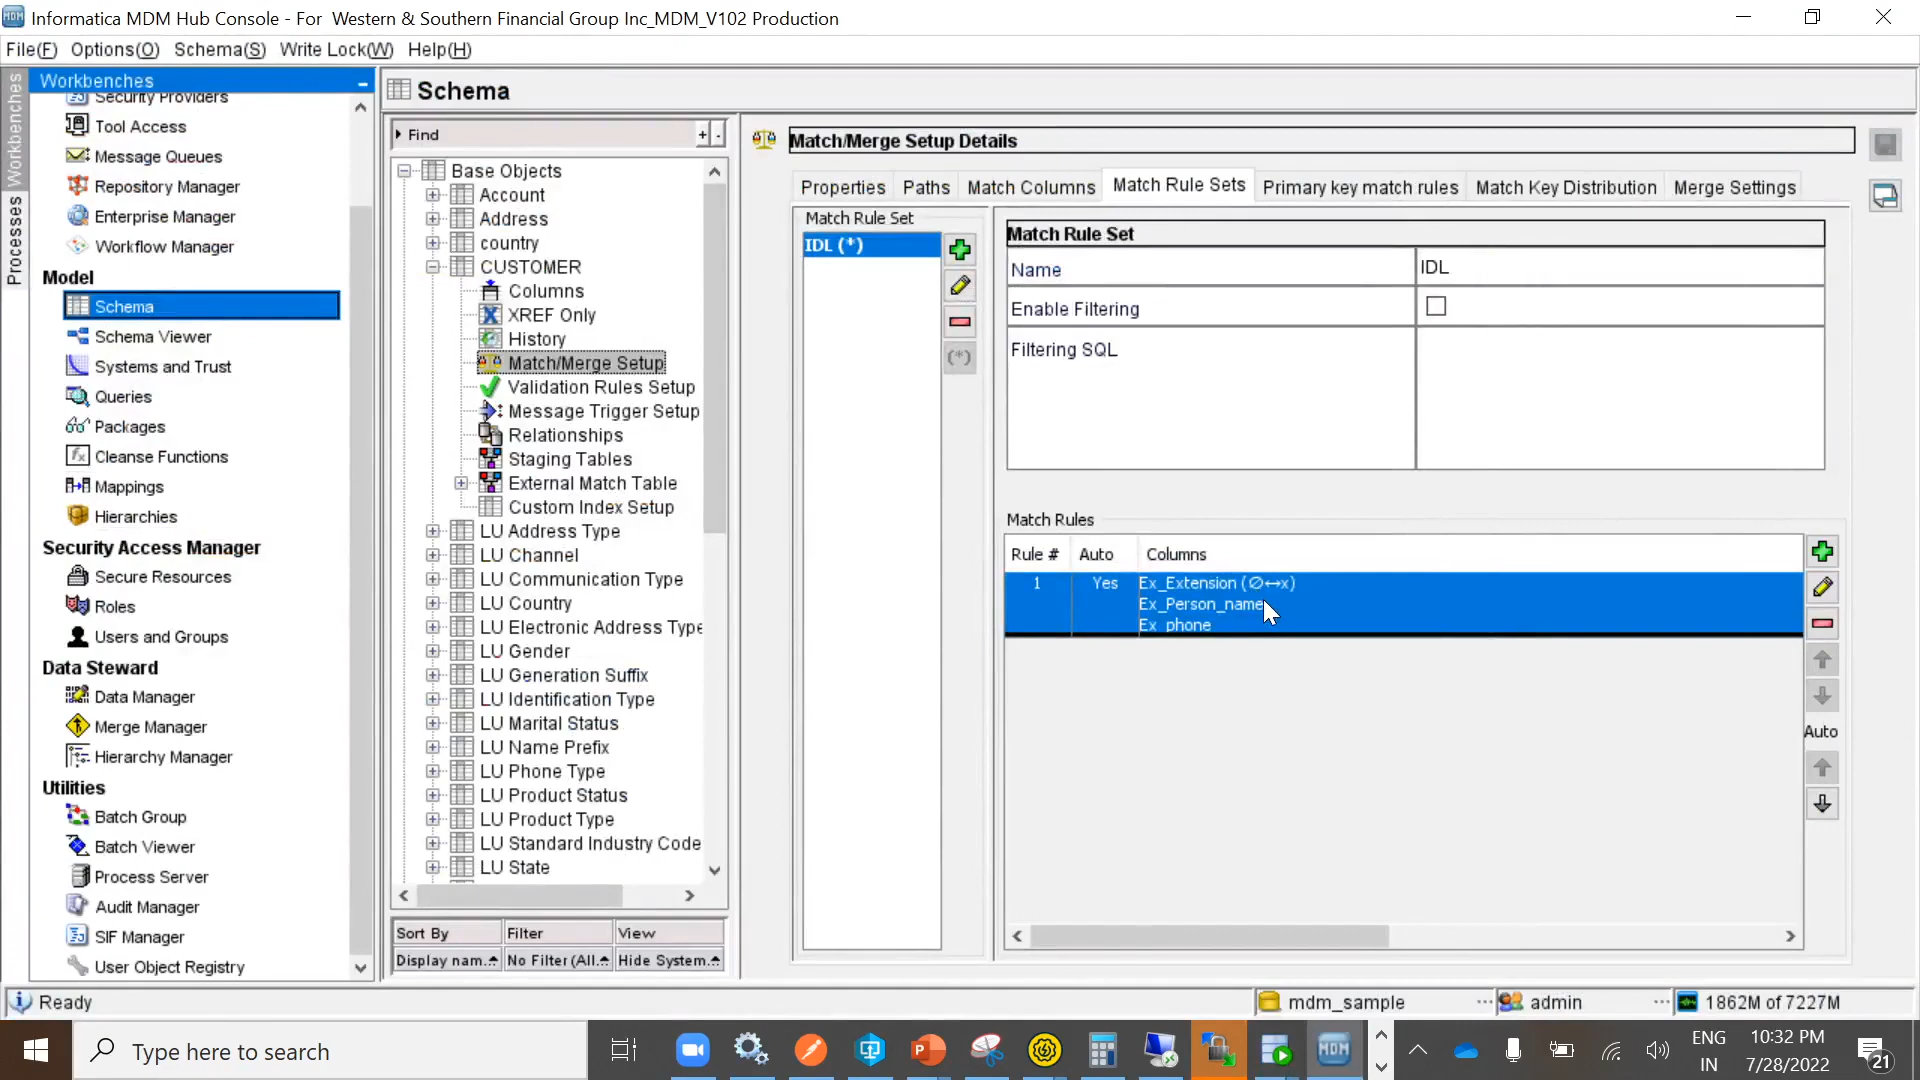 Informatica MDM Hub Console - For  Western & Southern Financial Group Inc_MDM_V102 Production
File(F) Options(O) Schema(S) Write Lock(W) Help(H)
Workbenches
Processes
Workbenches
Security Providers
Tool Access
Message Queues
Repository Manager
Enterprise Manager
Workflow Manager
Model
Schema
Schema Viewer
Systems and Trust
Queries
Packages
Cleanse Functions
Mappings
Hierarchies
Security Access Manager
Secure Resources
Roles
Users and Groups
Data Steward
Data Manager
Merge Manager
Hierarchy Manager
Utilities
Batch Group
Batch Viewer
Process Server
Audit Manager
SIF Manager
User Object Registry
Schema
Find
+ -
Base Objects
Account
Address
country
CUSTOMER
Columns
XREF Only
History
Match/Merge Setup
Validation Rules Setup
Message Trigger Setup
Relationships
Staging Tables
External Match Table
Custom Index Setup
LU Address Type
LU Channel
LU Communication Type
LU Country
LU Electronic Address Type
LU Gender
LU Generation Suffix
LU Identification Type
LU Marital Status
LU Name Prefix
LU Phone Type
LU Product Status
LU Product Type
LU Standard Industry Code
LU State
Sort By Filter View
Display nam... No Filter (All... Hide System...
Match/Merge Setup Details
Properties Paths Match Columns Match Rule Sets Primary key match rules Match Key Distribution Merge Settings
Match Rule Set
IDL (*)
(*)
Match Rule Set
Name IDL
Enable Filtering
Filtering SQL
Match Rules
Rule # Auto Columns
1 Yes Ex_Extension (∅↔x)
Ex_Person_name
Ex_phone
Auto
Ready
mdm_sample ... admin ... 1862M of 7227M
Type here to search
MDM
ENG
IN
10:32 PM
7/28/2022
21